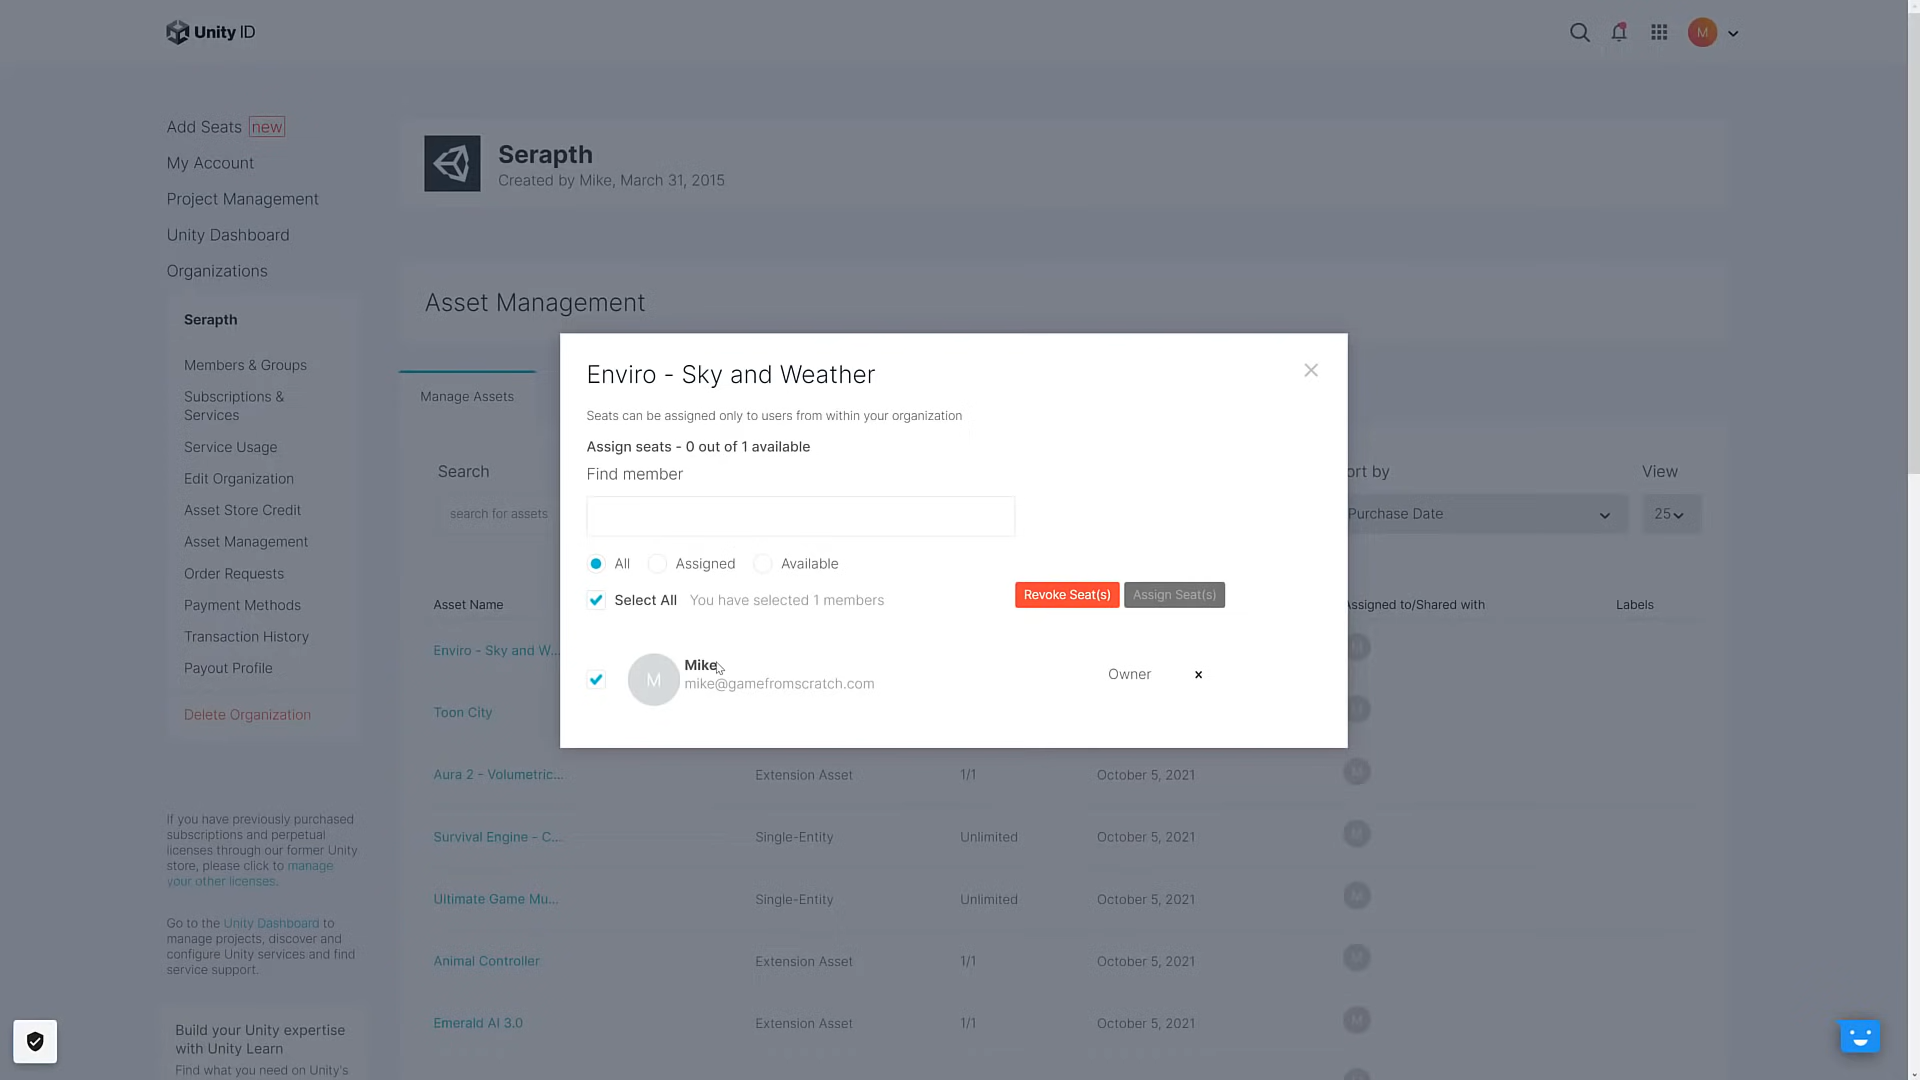 Unity ID
M
Add Seats new
My Account
Project Management
Unity Dashboard
Organizations
Serapth
Members & Groups
Subscriptions &
Services
Service Usage
Edit Organization
Asset Store Credit
Asset Management
Order Requests
Payment Methods
Transaction History
Payout Profile
Delete Organization
If you have previously purchased
subscriptions and perpetual
licenses through our former Unity
store, please click to manage
your other licenses.
Go to the Unity Dashboard to
manage projects, discover and
configure Unity services and find
service support.
Build your Unity expertise
with Unity Learn
Find what you need on Unity's
Serapth
Created by Mike, March 31, 2015
Asset Management
Manage Assets
Search
search for assets
ort by
Purchase Date
View
25
Asset Name
Assigned to/Shared with
Labels
Enviro - Sky and W...
Toon City
Aura 2 - Volumetric... Extension Asset 1/1 October 5, 2021 M
Survival Engine - C... Single-Entity Unlimited October 5, 2021 M
Ultimate Game Mu... Single-Entity Unlimited October 5, 2021 M
Animal Controller Extension Asset 1/1 October 5, 2021 M
Emerald AI 3.0 Extension Asset 1/1 October 5, 2021 M
Enviro - Sky and Weather
Seats can be assigned only to users from within your organization
Assign seats - 0 out of 1 available
Find member
All Assigned Available
Select All You have selected 1 members
Revoke Seat(s) Assign Seat(s)
M
Mike
mike@gamefromscratch.com
Owner x